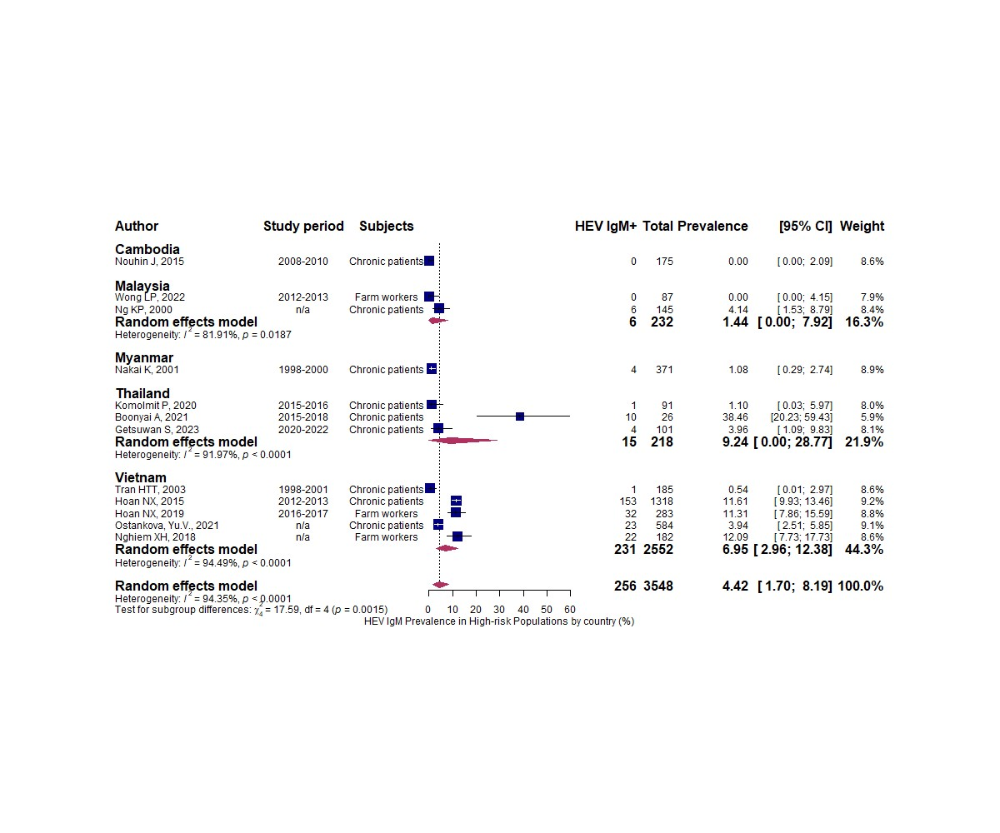 Author Study period Subjects HEV IgM+ Total Prevalence [95% CI] Weight
Cambodia
Nouhin J, 2015 2008-2010 Chronic patients 0 175 0.00 [ 0.00; 2.09] 8.6%
Malaysia
Wong LP, 2022 2012-2013 Farm workers 0 87 0.00 [ 0.00; 4.15] 7.9%
Ng KP, 2000 n/a Chronic patients 6 145 4.14 [ 1.53; 8.79] 8.4%
Random effects model 6 232 1.44 [ 0.00; 7.92] 16.3%
Heterogeneity: I² = 81.91%, p = 0.0187
Myanmar
Nakai K, 2001 1998-2000 Chronic patients 4 371 1.08 [ 0.29; 2.74] 8.9%
Thailand
Komolmit P, 2020 2015-2016 Chronic patients 1 91 1.10 [ 0.03; 5.97] 8.0%
Boonyai A, 2021 2015-2018 Chronic patients 10 26 38.46 [20.23; 59.43] 5.9%
Getsuwan S, 2023 2020-2022 Chronic patients 4 101 3.96 [ 1.09; 9.83] 8.1%
Random effects model 15 218 9.24 [ 0.00; 28.77] 21.9%
Heterogeneity: I² = 91.97%, p < 0.0001
Vietnam
Tran HTT, 2003 1998-2001 Chronic patients 1 185 0.54 [ 0.01; 2.97] 8.6%
Hoan NX, 2015 2012-2013 Chronic patients 153 1318 11.61 [ 9.93; 13.46] 9.2%
Hoan NX, 2019 2016-2017 Farm workers 32 283 11.31 [ 7.86; 15.59] 8.8%
Ostankova, Yu.V., 2021 n/a Chronic patients 23 584 3.94 [ 2.51; 5.85] 9.1%
Nghiem XH, 2018 n/a Farm workers 22 182 12.09 [ 7.73; 17.73] 8.6%
Random effects model 231 2552 6.95 [ 2.96; 12.38] 44.3%
Heterogeneity: I² = 94.49%, p < 0.0001
Random effects model 256 3548 4.42 [ 1.70; 8.19] 100.0%
Heterogeneity: I² = 94.35%, p < 0.0001
Test for subgroup differences: χ²₄ = 17.59, df = 4 (p = 0.0015) 0 10 20 30 40 50 60
HEV IgM Prevalence in High-risk Populations by country (%)